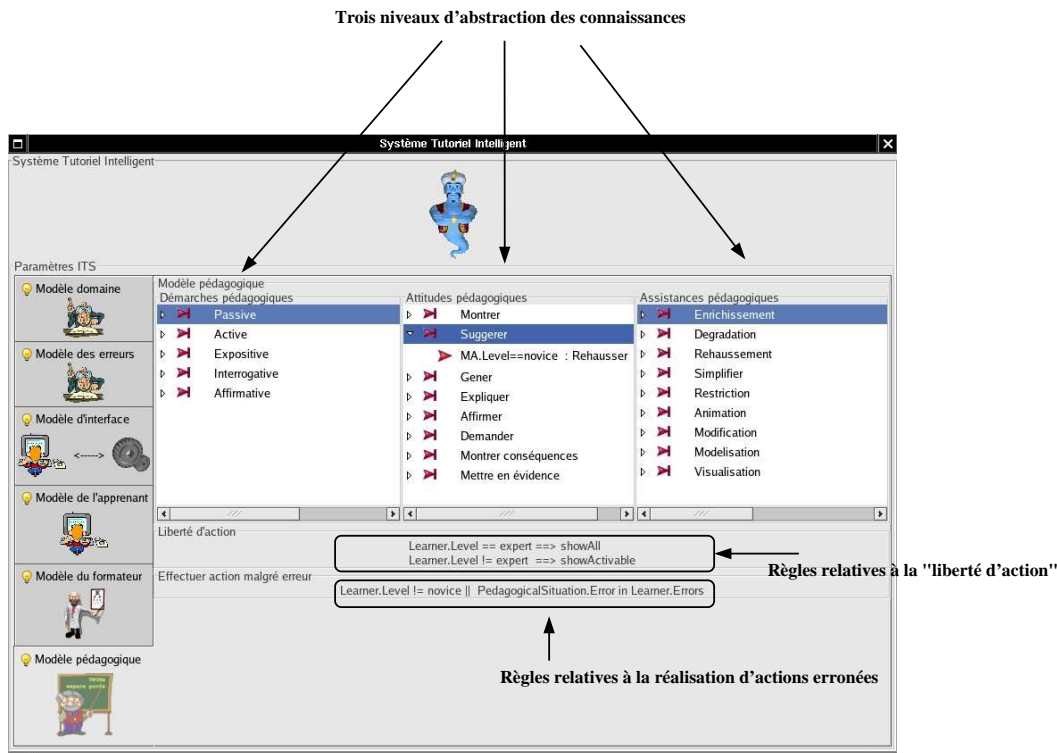 Trois niveaux d'abstraction des connaissances
Système Tutoriel Intelligent
Système Tutoriel Intelligent
Paramètres ITS
Modèle domaine
Modèle des erreurs
Modèle d'interface
<----->
Modèle de l'apprenant
Modèle du formateur
Modèle pédagogique
Modèle pédagogique
Démarches pédagogiques
Passive
Active
Expositive
Interrogative
Affirmative
Attitudes pédagogiques
Montrer
Suggerer
MA.Level==novice : Rehausser
Gener
Expliquer
Affirmer
Demander
Montrer conséquences
Mettre en évidence
Assistances pédagogiques
Enrichissement
Degradation
Rehaussement
Simplifier
Restriction
Animation
Modification
Modelisation
Visualisation
Liberté d'action
Learner.Level == expert ==> showAll
Learner.Level != expert ==> showActivable
Règles relatives à la "liberté d'action"
Effectuer action malgré erreur
Learner.Level != novice || PedagogicalSituation.Error in Learner.Errors
Règles relatives à la réalisation d'actions erronées